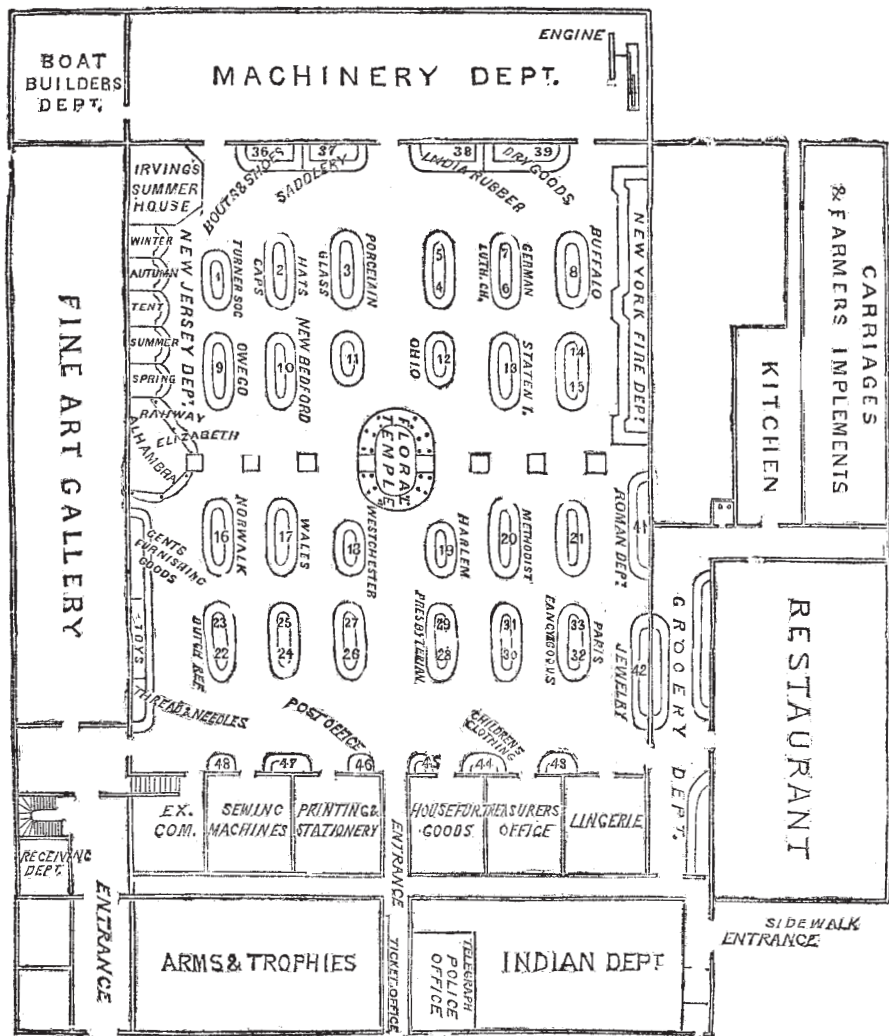 ENGINE
BOAT
BUILDERS
DEPT.
MACHINERY DEPT.
36
37
38
39
BOOTS & SHOES
SADDLERY
INDIA RUBBER
DRY GOODS
IRVING'S
SUMMER
HOUSE
WINTER
AUTUMN
TENT
SUMMER
SPRING
RAHWAY
ELIZABETH
ALHAMBRA
NEW JERSEY DEPT.
FINE ART GALLERY
1
TURNER SOC
2
HATS
CAPS
3
PORCELAIN
GLASS
5
4
7
6
GERMAN
LUTH. CH.
8
BUFFALO
NEW YORK FIRE DEPT
CARRIAGES
& FARMERS IMPLEMENTS
KITCHEN
9
OWEGO
10
NEW BEDFORD
11
12
OHIO
13
STATEN I.
14
15
FLORAL
TEMPLE
16
NORWALK
17
WALES
18
WESTCHESTER
19
HARLEM
20
METHODIST
21
ROMAN DEPT
41
GENTS
FURNISHING
GOODS
TOYS
THREAD & NEEDLES
23
22
DUTCH REF.
25
24
27
26
29
28
PRESBYTERIAN.
31
30
FANCY GOODS
33
32
PARIS
JEWELRY
42
GROCERY DEPT.
RESTAURANT
POST OFFICE
CHILDREN'S
CLOTHING
48
47
46
45
44
43
EX.
COM.
SEWING
MACHINES
PRINTING &
STATIONERY
HOUSEFUR.
GOODS
TREASURERS
OFFICE
LINGERIE
RECEIVING
DEPT.
ENTRANCE
ENTRANCE
SIDEWALK
ENTRANCE
ARMS & TROPHIES
TICKET OFFICE
TELEGRAPH
POLICE
OFFICE
INDIAN DEPT